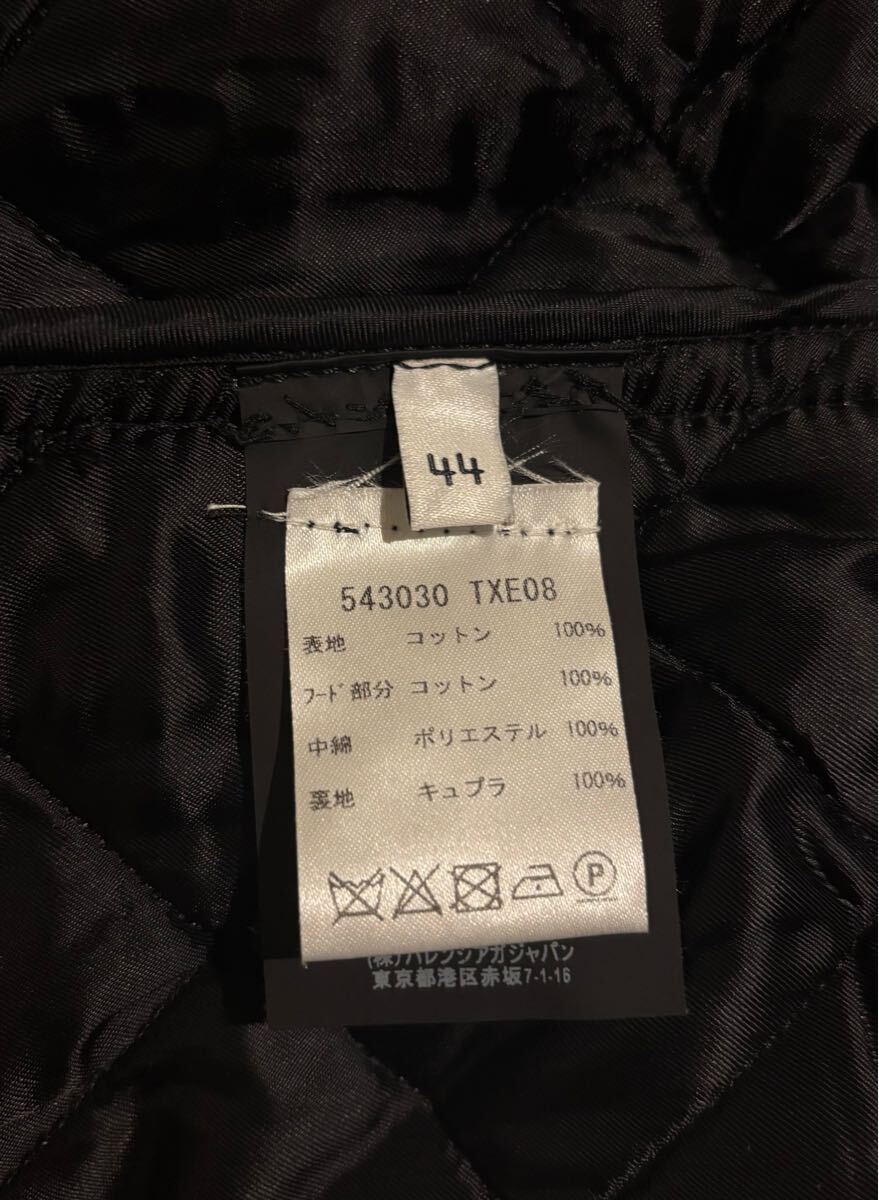 44
543030 TXE08
表地 コットン 100%
フード部分 コットン 100%
中綿 ポリエステル 100%
裏地 キュプラ 100%
P
(株)バレンシアガジャパン
東京都港区赤坂7-1-16